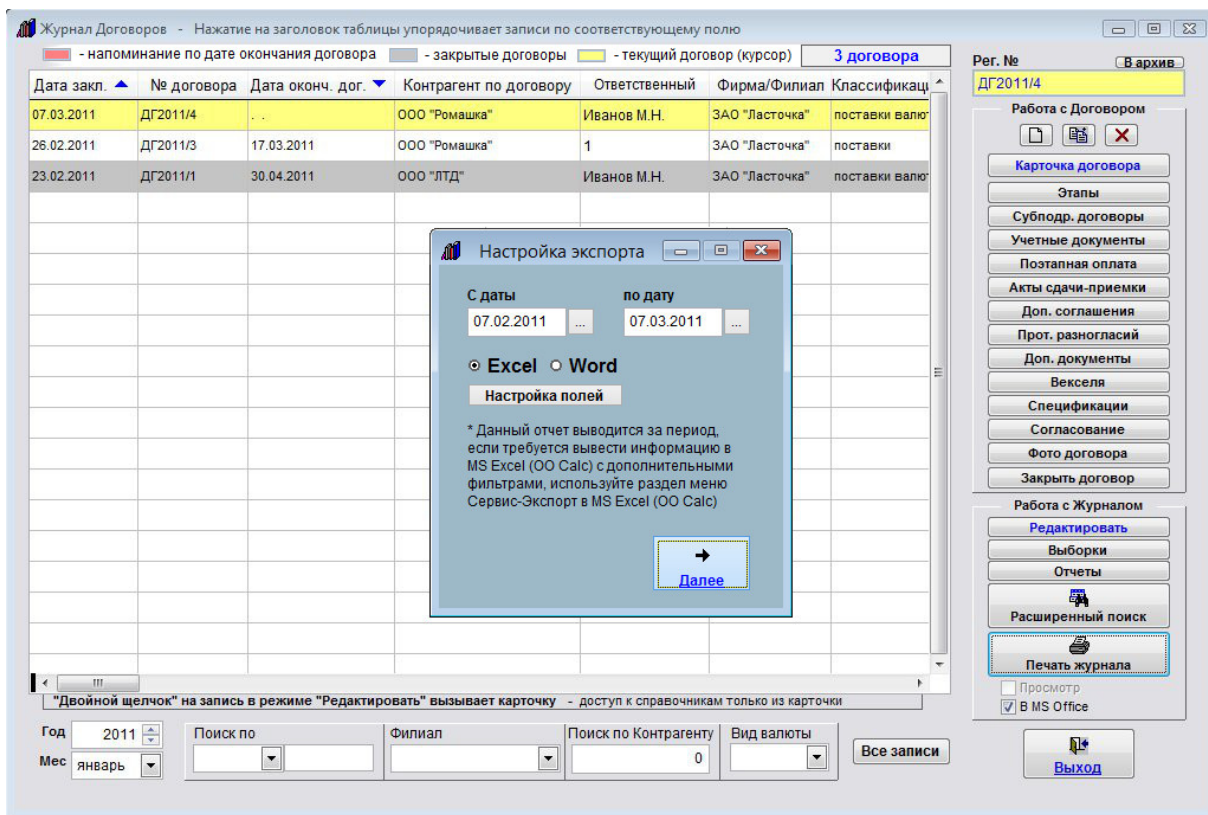 Журнал Договоров - Нажатие на заголовок таблицы упорядочивает записи по соответствующему полю
- напоминание по дате окончания договора - закрытые договоры - текущий договор (курсор) 3 договора
Дата закл. № договора Дата оконч. дог. Контрагент по договору Ответственный Фирма/Филиал Классификаци
07.03.2011 ДГ2011/4 . . ООО "Ромашка" Иванов М.Н. ЗАО "Ласточка" поставки валют
26.02.2011 ДГ2011/3 17.03.2011 ООО "Ромашка" 1 ЗАО "Ласточка" поставки
23.02.2011 ДГ2011/1 30.04.2011 ООО "ЛТД" Иванов М.Н. ЗАО "Ласточка" поставки валют
Настройка экспорта
С даты по дату
07.02.2011 ... 07.03.2011 ...
Excel Word
Настройка полей
* Данный отчет выводится за период,
если требуется вывести информацию в
MS Excel (OO Calc) с дополнительными
фильтрами, используйте раздел меню
Сервис-Экспорт в MS Excel (OO Calc)
Далее
"Двойной щелчок" на запись в режиме "Редактировать" вызывает карточку - доступ к справочникам только из карточки
Год 2011
Мес январь
Поиск по
Филиал
Поиск по Контрагенту
0
Вид валюты
Все записи
Рег. № В архив
ДГ2011/4
Работа с Договором
Карточка договора
Этапы
Субподр. договоры
Учетные документы
Поэтапная оплата
Акты сдачи-приемки
Доп. соглашения
Прот. разногласий
Доп. документы
Векселя
Спецификации
Согласование
Фото договора
Закрыть договор
Работа с Журналом
Редактировать
Выборки
Отчеты
Расширенный поиск
Печать журнала
Просмотр
В MS Office
Выход